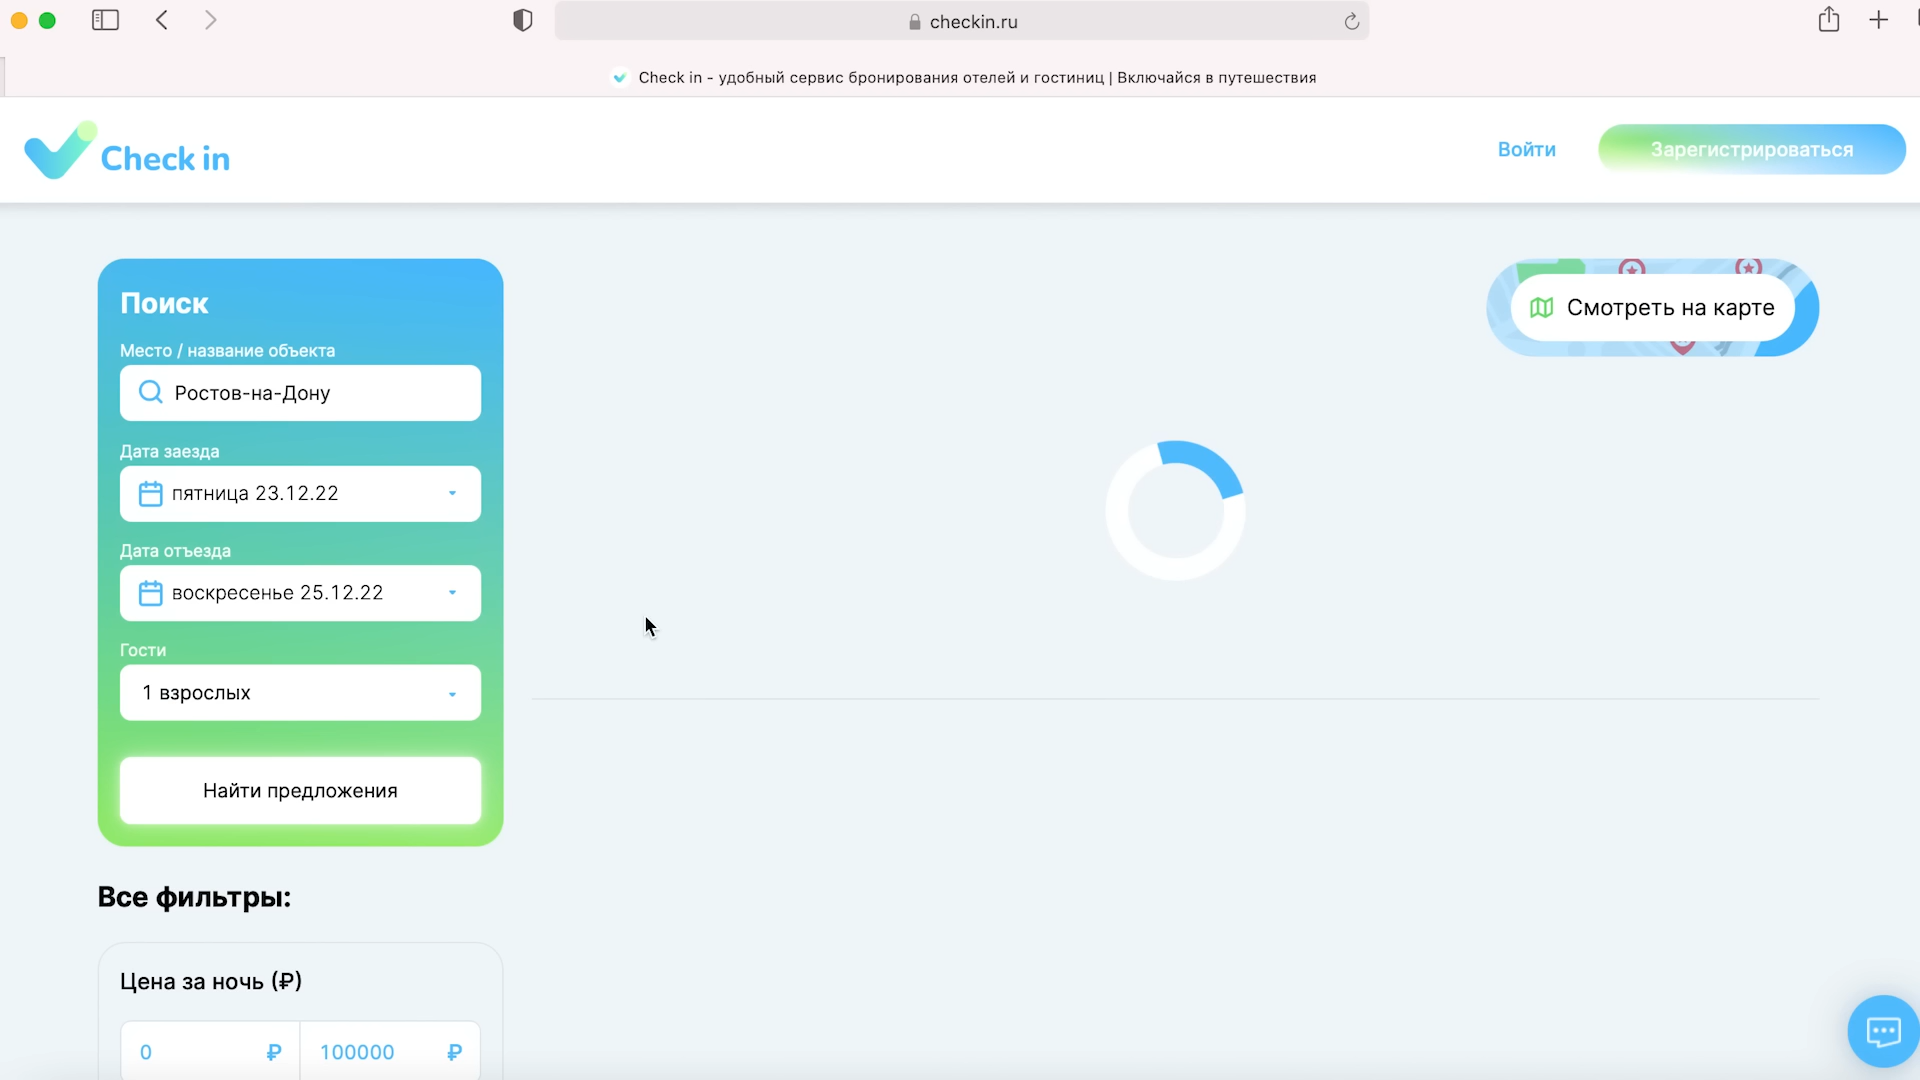 checkin.ru
Check in - удобный сервис бронирования отелей и гостиниц | Включайся в путешествия
Check in
Войти
Зарегистрироваться
Поиск
Смотреть на карте
Место / название объекта
Ростов-на-Дону
Дата заезда
пятница 23.12.22
Дата отъезда
воскресенье 25.12.22
Гости
1 взрослых
Найти предложения
Все фильтры:
Цена за ночь (₽)
0 ₽ 100000 ₽